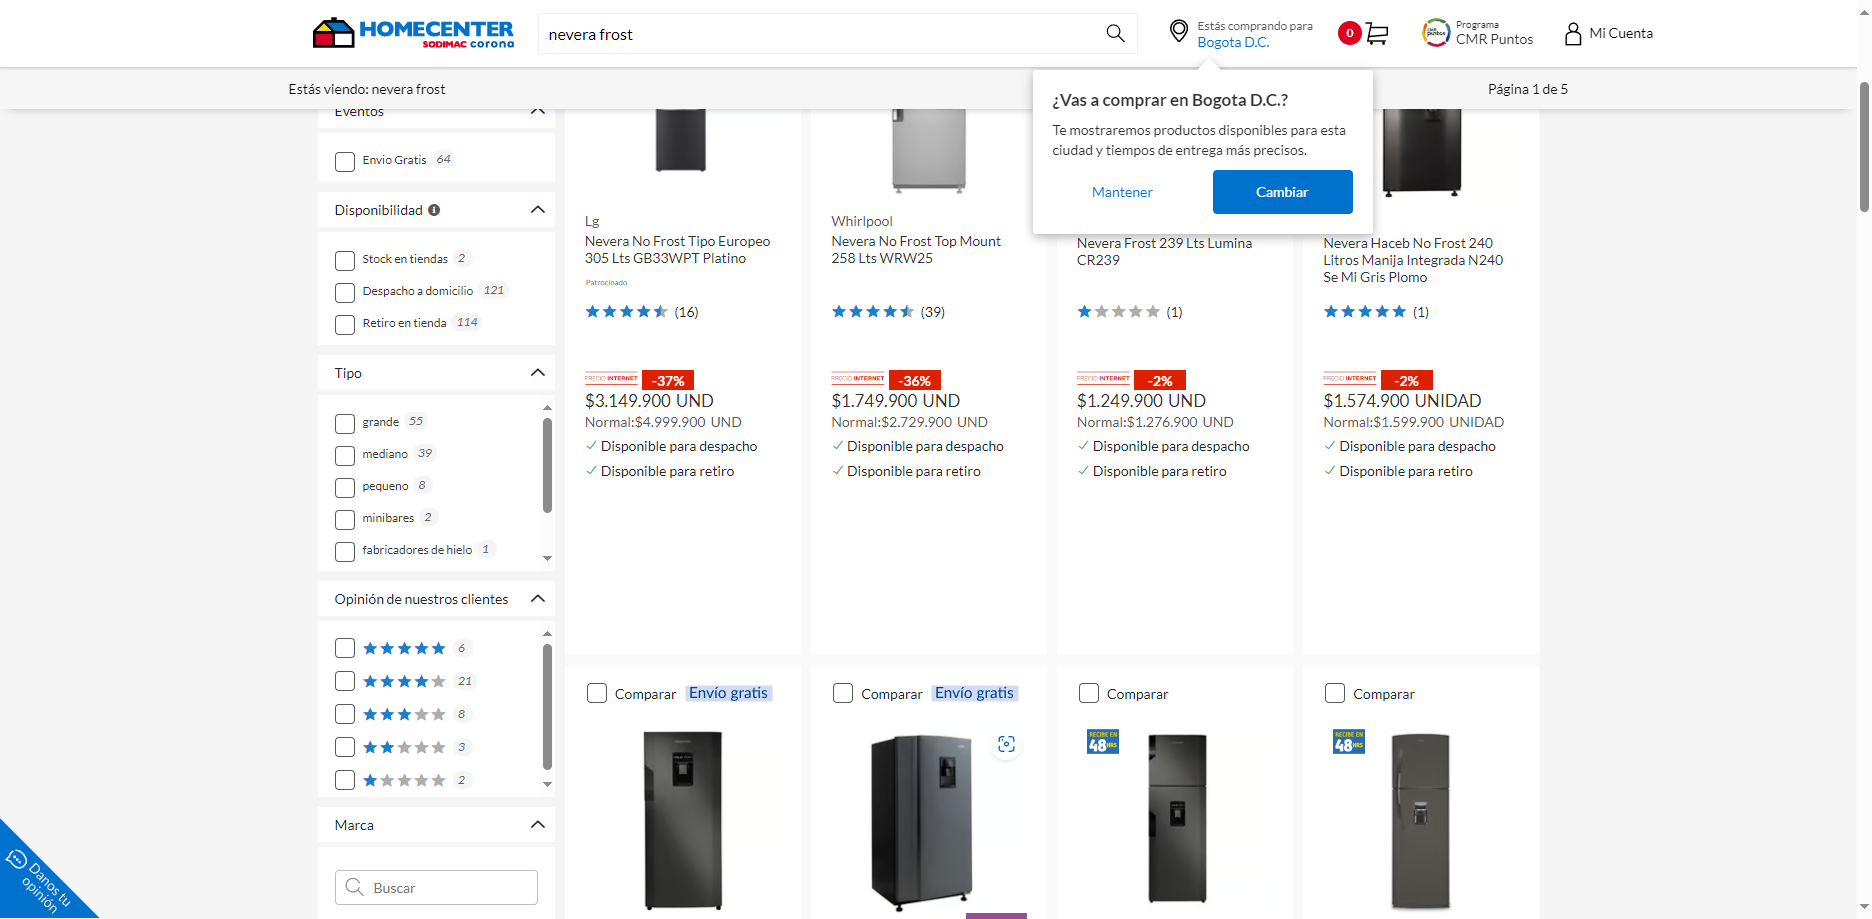 HOMECENTER
SODIMAC corona
nevera frost
Estás comprando para
Bogota D.C.
0
Programa
CMR Puntos
Mi Cuenta
Estás viendo: nevera frost
Página 1 de 5
¿Vas a comprar en Bogota D.C.?
Te mostraremos productos disponibles para esta
ciudad y tiempos de entrega más precisos.
Mantener
Cambiar
Eventos
Envio Gratis 64
Disponibilidad
Stock en tiendas 2
Despacho a domicilio 121
Retiro en tienda 114
Tipo
grande 55
mediano 39
pequeno 8
minibares 2
fabricadores de hielo 1
Opinión de nuestros clientes
6
21
8
3
2
Marca
Buscar
Danos tu
opinión
Lg
Nevera No Frost Tipo Europeo
305 Lts GB33WPT Platino
Patrocinado
(16)
PRECIO INTERNET -37%
$3.149.900 UND
Normal:$4.999.900 UND
Disponible para despacho
Disponible para retiro
Whirlpool
Nevera No Frost Top Mount
258 Lts WRW25
(39)
PRECIO INTERNET -36%
$1.749.900 UND
Normal:$2.729.900 UND
Disponible para despacho
Disponible para retiro
Nevera Frost 239 Lts Lumina
CR239
(1)
PRECIO INTERNET -2%
$1.249.900 UND
Normal:$1.276.900 UND
Disponible para despacho
Disponible para retiro
Nevera Haceb No Frost 240
Litros Manija Integrada N240
Se Mi Gris Plomo
(1)
PRECIO INTERNET -2%
$1.574.900 UNIDAD
Normal:$1.599.900 UNIDAD
Disponible para despacho
Disponible para retiro
Comparar Envío gratis
Comparar Envío gratis
Comparar
RECIBE EN
48HRS
Comparar
RECIBE EN
48HRS